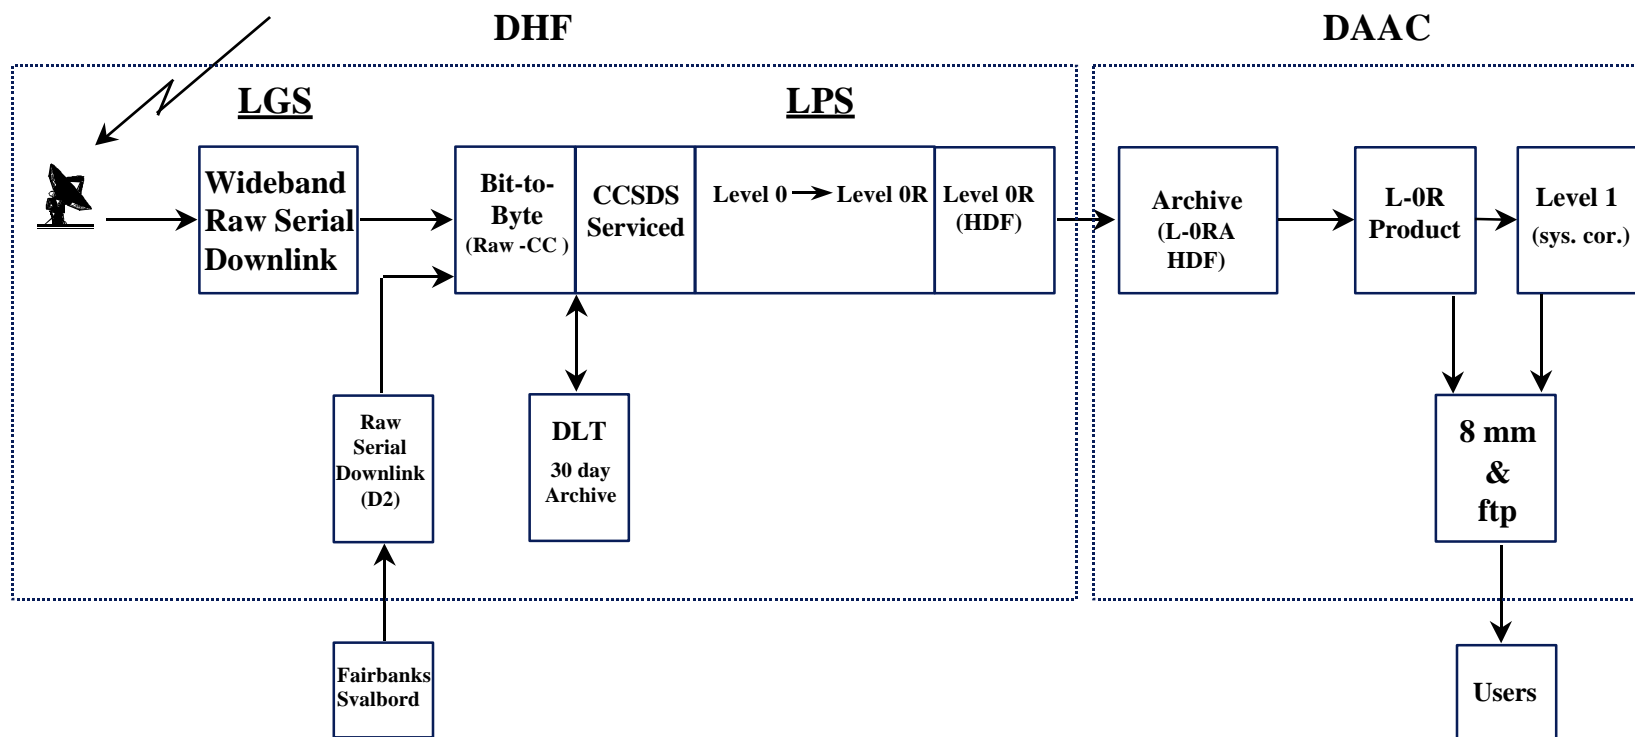 DHF
DAAC
LGS
LPS
Wideband
Raw Serial
Downlink
Bit-to-
Byte
(Raw -CC )
CCSDS
Serviced
Level 0 Level 0R
Level 0R
(HDF)
Archive
(L-0RA
HDF)
L-0R
Product
Level 1
(sys. cor.)
Raw
Serial
Downlink
(D2)
DLT
30 day
Archive
8 mm
&
ftp
Fairbanks
Svalbord
Users